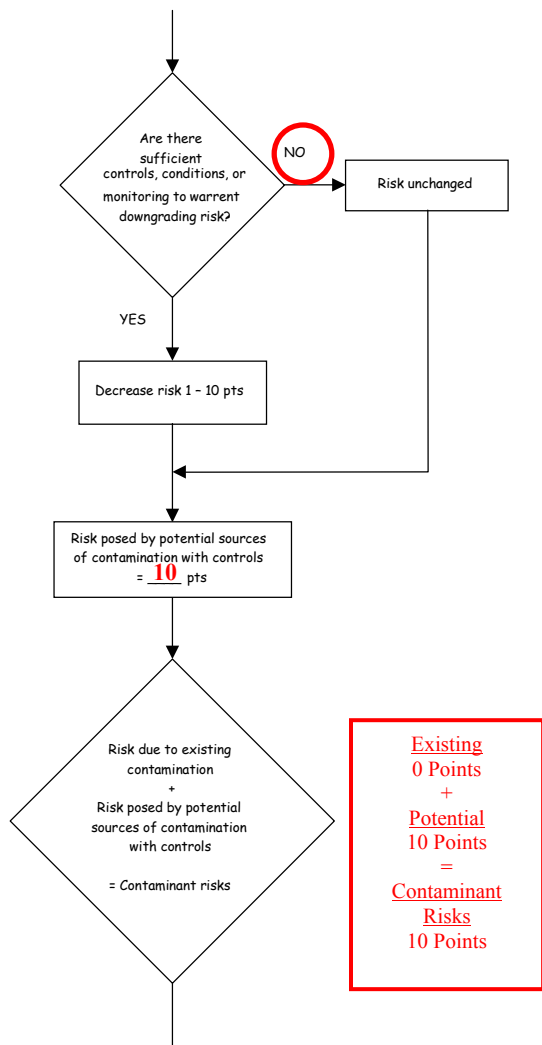 Are there
sufficient
controls, conditions, or
monitoring to warrent
downgrading risk?
NO
Risk unchanged
YES
Decrease risk 1 – 10 pts
Risk posed by potential sources
of contamination with controls
= 10 pts
Risk due to existing
contamination
+
Risk posed by potential
sources of contamination
with controls
= Contaminant risks
Existing
0 Points
+
Potential
10 Points
=
Contaminant
Risks
10 Points